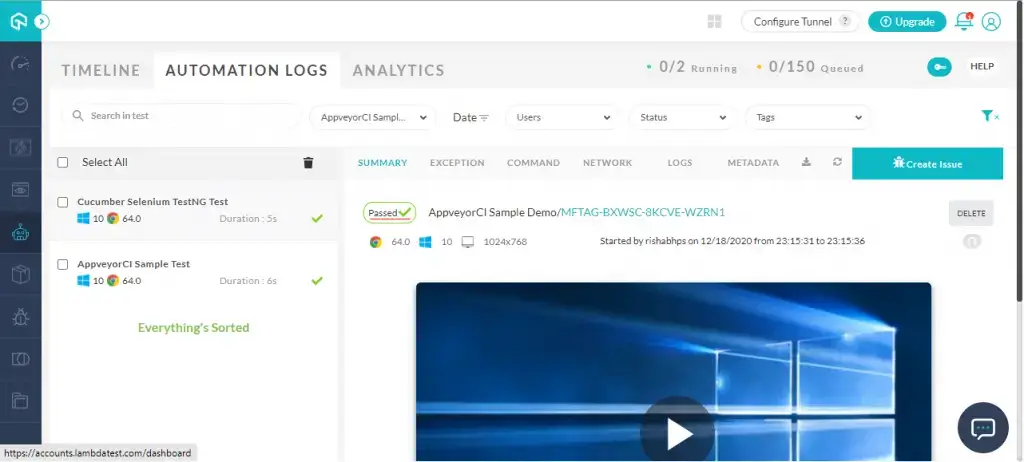 Configure Tunnel ?
Upgrade
TIMELINE AUTOMATION LOGS ANALYTICS
0/2 Running 0/150 Queued
HELP
Search in test
AppveyorCI Sampl...
Date
Users
Status
Tags
Select All
SUMMARY EXCEPTION COMMAND NETWORK LOGS METADATA
Create Issue
Cucumber Selenium TestNG Test
10 64.0 Duration : 5s
AppveyorCI Sample Test
10 64.0 Duration : 6s
Everything's Sorted
Passed AppveyorCI Sample Demo/MFTAG-BXWSC-8KCVE-WZRN1
DELETE
64.0 10 1024x768 Started by rishabhps on 12/18/2020 from 23:15:31 to 23:15:36
https://accounts.lambdatest.com/dashboard